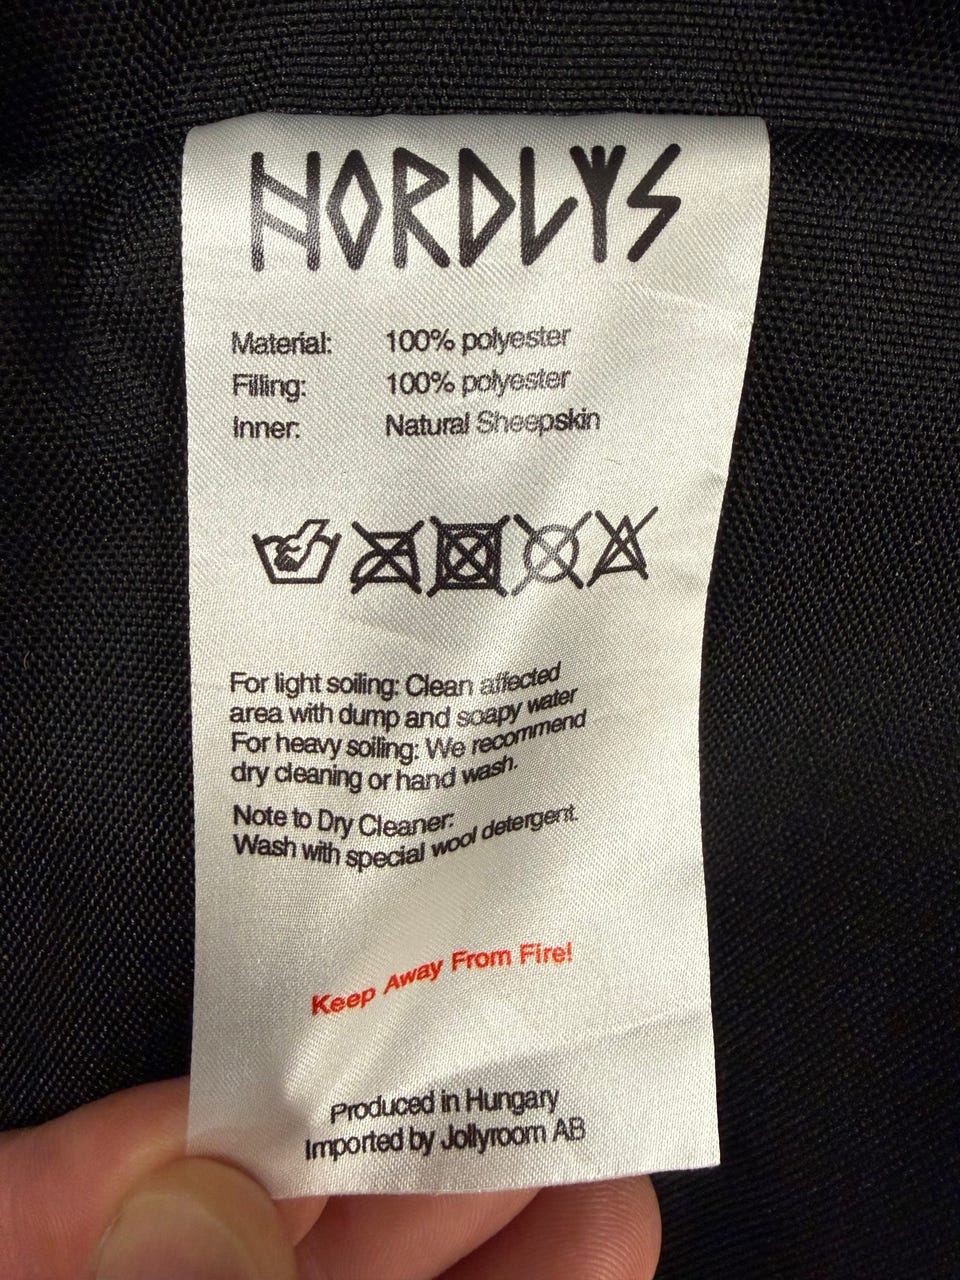 NORDLYS
Material: 100% polyester
Filling: 100% polyester
Inner: Natural Sheepskin
For light soiling: Clean affected
area with dump and soapy water
For heavy soiling: We recommend
dry cleaning or hand wash.
Note to Dry Cleaner:
Wash with special wool detergent.
Keep Away From Fire!
Produced in Hungary
Imported by Jollyroom AB